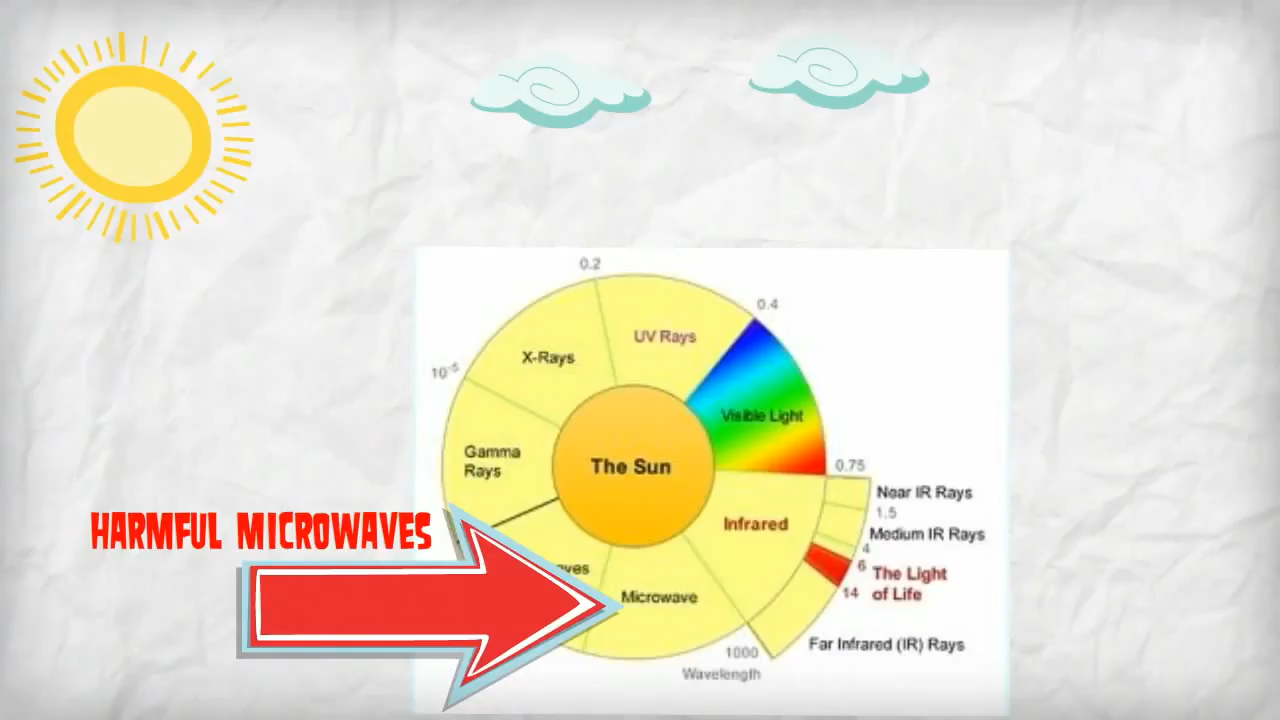 0.2
0.4
UV Rays
X-Rays
10⁻⁵
Visible Light
Gamma
Rays
The Sun
0.75
Near IR Rays
1.5
Infrared
HARMFUL MICROWAVES
Medium IR Rays
4
6
The Light
of Life
14
Microwave
Far Infrared (IR) Rays
1000
Wavelength